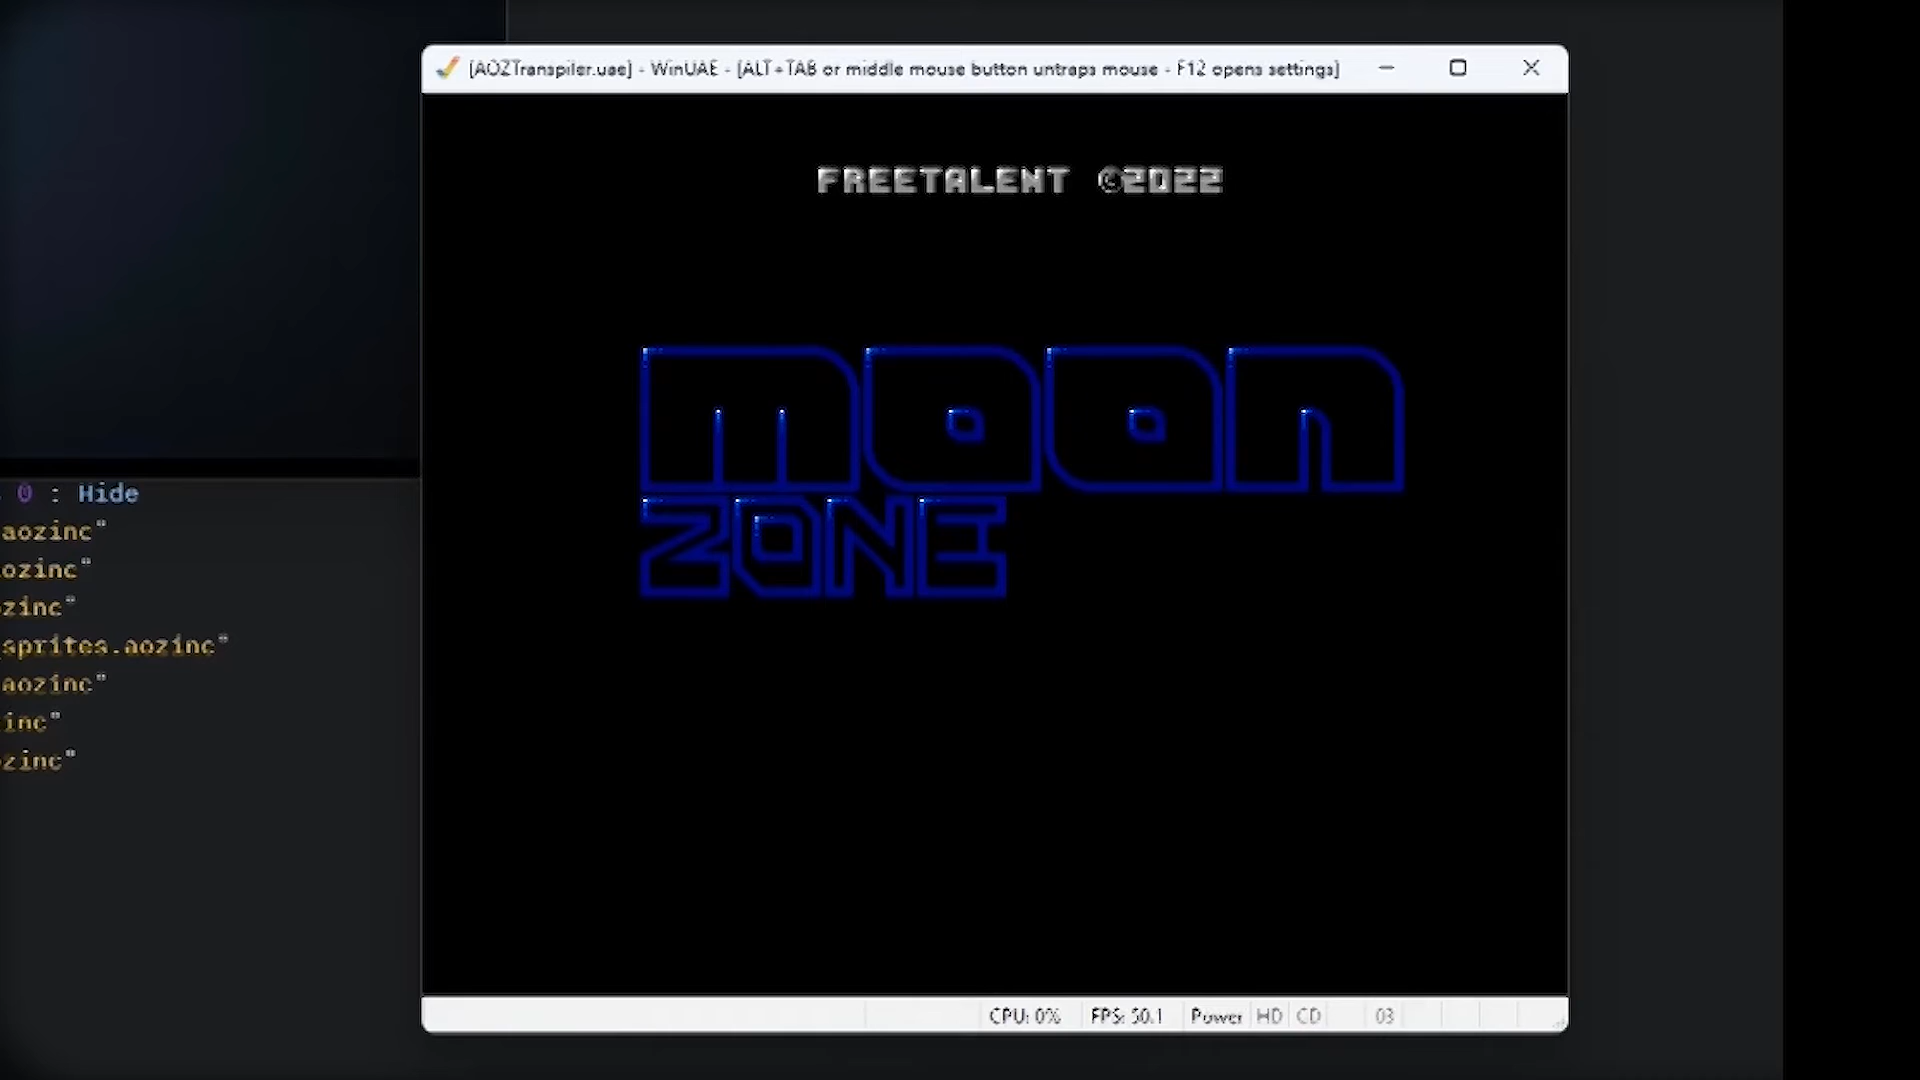 [AOZTranspiler.uae] - WinUAE - [ALT+TAB or middle mouse button untraps mouse - F12 opens settings]
FREETALENT ©2022
MOON
ZONE
0 : Hide
aozinc"
ozinc"
zinc"
sprites.aozinc"
aozinc"
inc"
ozinc"
CPU: 0% FPS: 50.1 Power HD CD 03